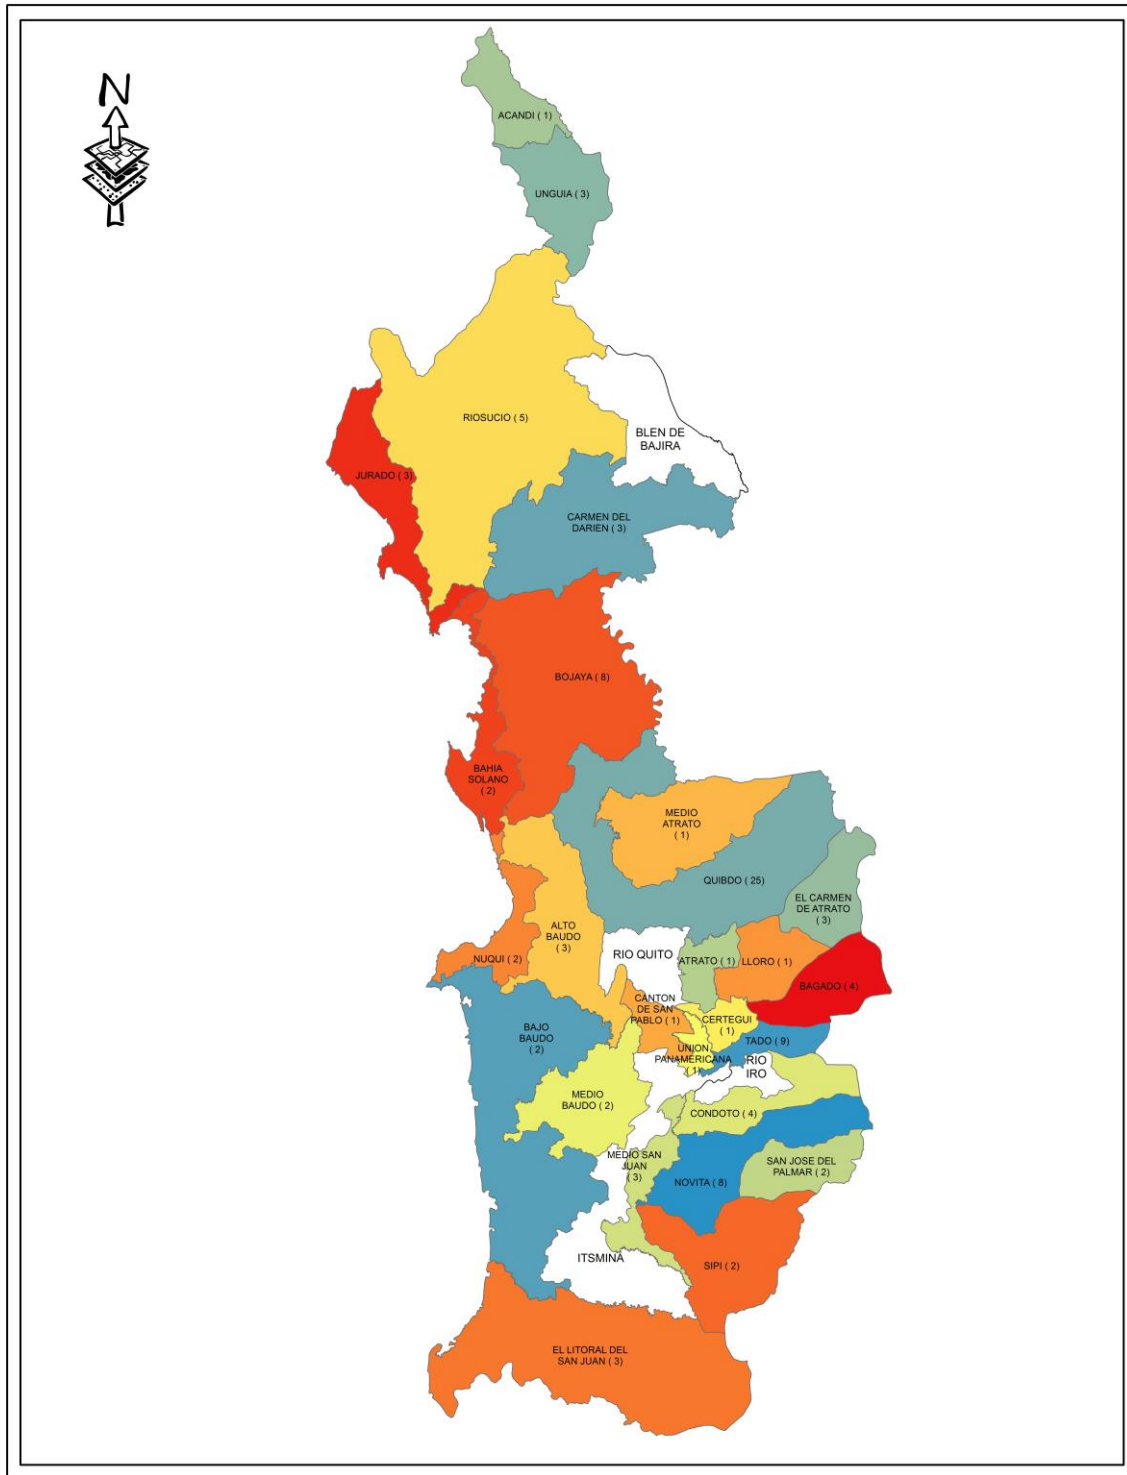 N
ACANDI ( 1)
UNGUIA ( 3)
RIOSUCIO ( 5)
BLEN DE
BAJIRA
JURADO ( 3)
CARMEN DEL
DARIEN ( 3)
BOJAYA ( 8)
BAHIA
SOLANO
( 2)
MEDIO
ATRATO
( 1)
QUIBDO ( 25)
EL CARMEN
DE ATRATO
( 3)
ALTO
BAUDO
( 3)
RIO QUITO
ATRATO ( 1)
LLORO ( 1)
NUQUI ( 2)
BAGADO ( 4)
CANTON
DE SAN
PABLO ( 1)
CERTEGUI
( 1)
BAJO
BAUDO
( 2)
TADO ( 9)
UNION
PANAMERICANA
( 1)
RIO
IRO
MEDIO
BAUDO ( 2)
CONDOTO ( 4)
MEDIO SAN
JUAN
( 3)
SAN JOSE DEL
PALMAR ( 2)
NOVITA ( 8)
ITSMINA
SIPI ( 2)
EL LITORAL DEL
SAN JUAN ( 3)